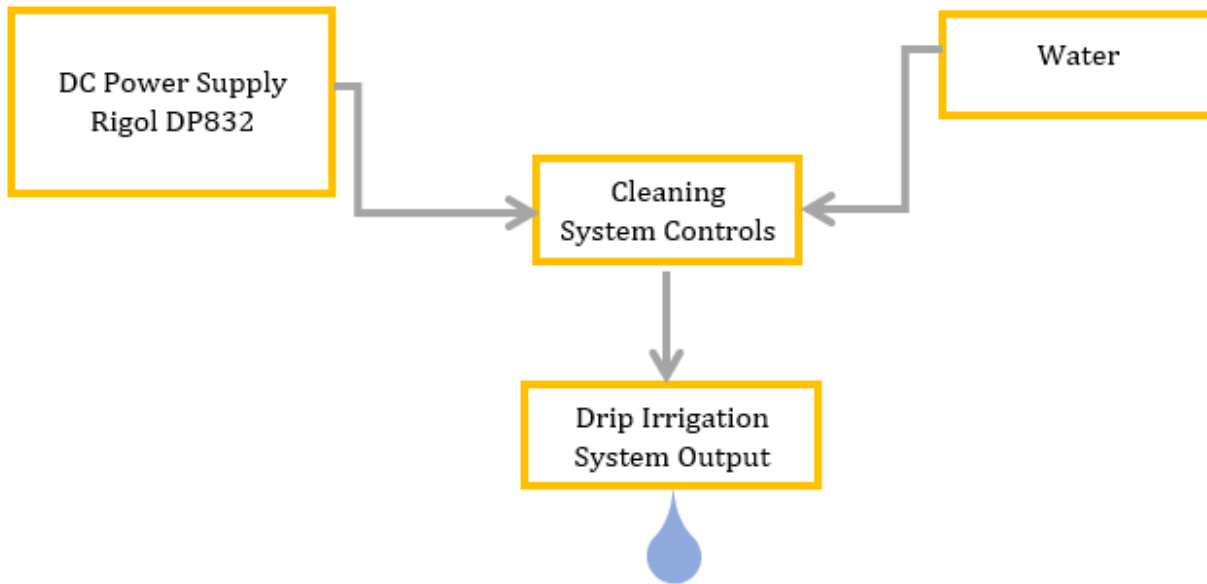 DC Power Supply
Rigol DP832
Water
Cleaning
System Controls
Drip Irrigation
System Output